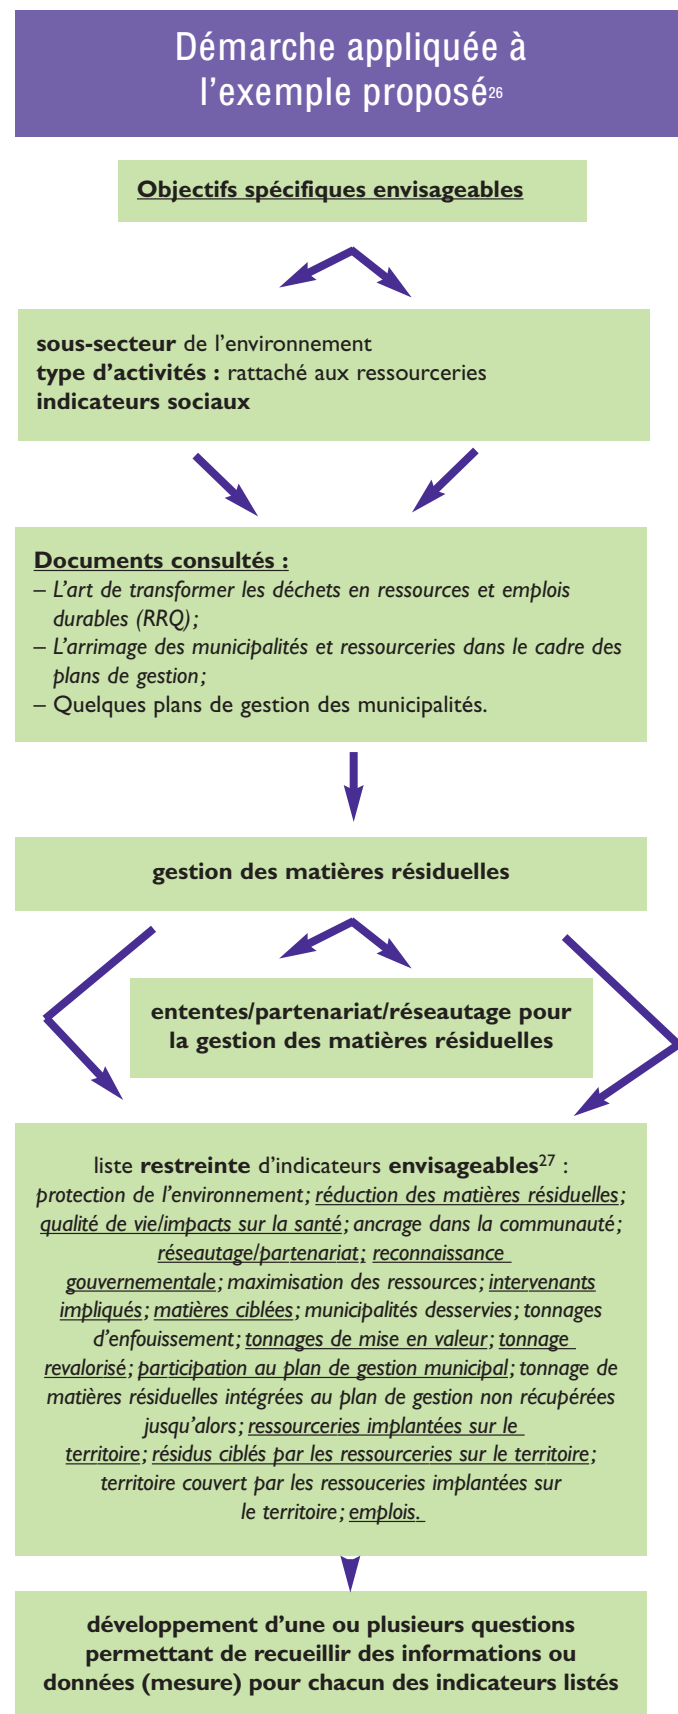 Démarche appliquée à
l'exemple proposé26
Objectifs spécifiques envisageables
sous-secteur de l'environnement
type d'activités : rattaché aux ressourceries
indicateurs sociaux
Documents consultés :
– L'art de transformer les déchets en ressources et emplois
durables (RRQ);
– L'arrimage des municipalités et ressourceries dans le cadre des
plans de gestion;
– Quelques plans de gestion des municipalités.
gestion des matières résiduelles
ententes/partenariat/réseautage pour
la gestion des matières résiduelles
liste restreinte d'indicateurs envisageables27 :
protection de l'environnement; réduction des matières résiduelles;
qualité de vie/impacts sur la santé; ancrage dans la communauté;
réseautage/partenariat; reconnaissance
gouvernementale; maximisation des ressources; intervenants
impliqués; matières ciblées; municipalités desservies; tonnages
d'enfouissement; tonnages de mise en valeur; tonnage
revalorisé; participation au plan de gestion municipal; tonnage de
matières résiduelles intégrées au plan de gestion non récupérées
jusqu'alors; ressourceries implantées sur le
territoire; résidus ciblés par les ressourceries sur le territoire;
territoire couvert par les ressouceries implantées sur
le territoire; emplois.
développement d'une ou plusieurs questions
permettant de recueillir des informations ou
données (mesure) pour chacun des indicateurs listés